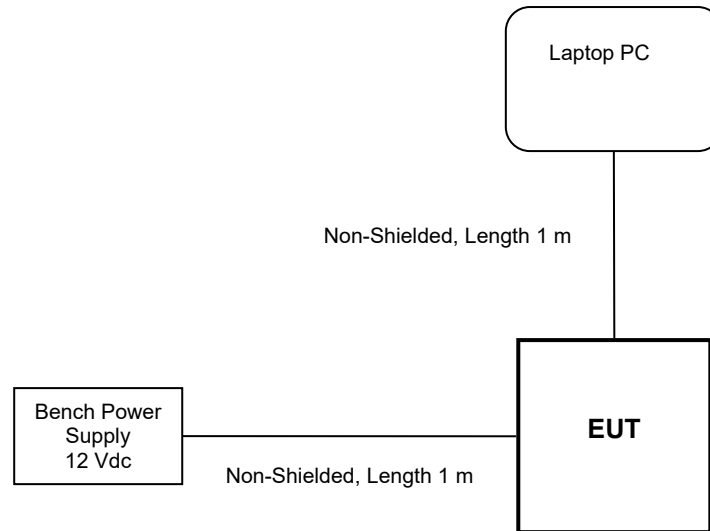 Laptop PC
Non-Shielded, Length 1 m
Bench Power
Supply
12 Vdc
EUT
Non-Shielded, Length 1 m